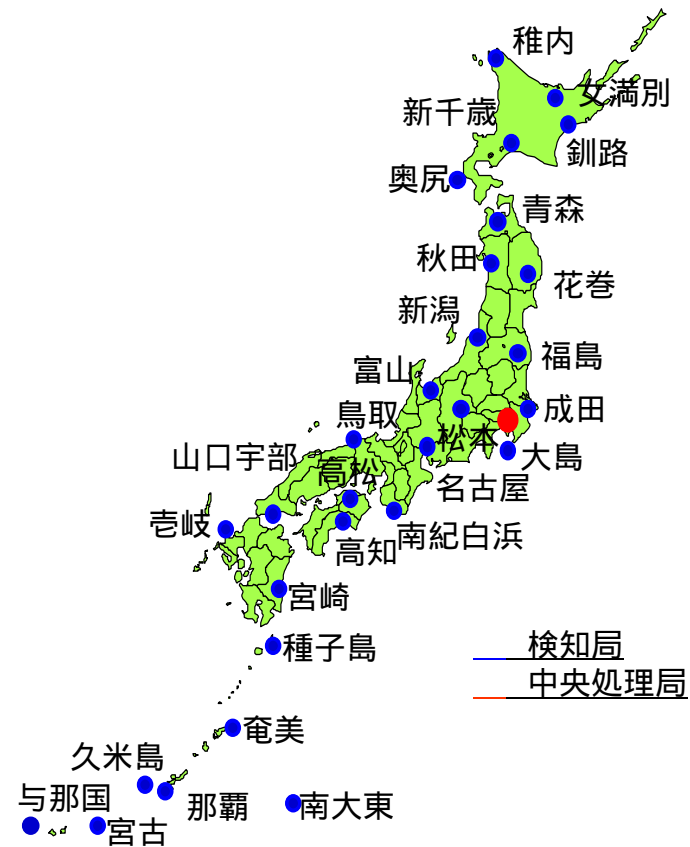 稚内
女満別
新千歳
釧路
奥尻
青森
秋田
花巻
新潟
福島
富山
成田
鳥取
松本
大島
山口宇部
高松
名古屋
壱岐
南紀白浜
高知
宮崎
検知局
種子島
中央処理局
奄美
久米島
与那国
那覇
南大東
宮古